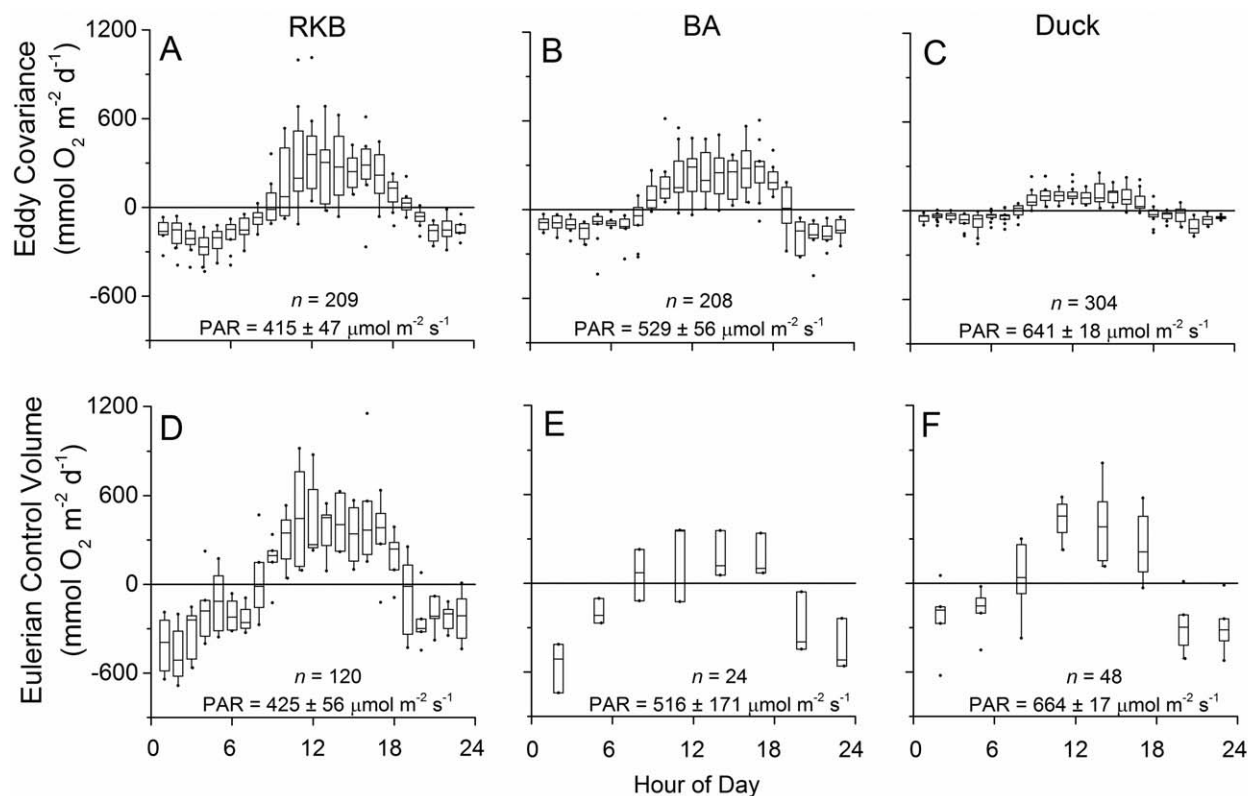 RKB
BA
Duck
Eddy Covariance
(mmol O₂ m⁻² d⁻¹)
1200
600
0
-600
A
n = 209
PAR = 415 ± 47 μmol m⁻² s⁻¹
B
n = 208
PAR = 529 ± 56 μmol m⁻² s⁻¹
C
n = 304
PAR = 641 ± 18 μmol m⁻² s⁻¹
Eulerian Control Volume
(mmol O₂ m⁻² d⁻¹)
1200
600
0
-600
D
n = 120
PAR = 425 ± 56 μmol m⁻² s⁻¹
E
n = 24
PAR = 516 ± 171 μmol m⁻² s⁻¹
F
n = 48
PAR = 664 ± 17 μmol m⁻² s⁻¹
0 6 12 18 24 0 6 12 18 24 0 6 12 18 24
Hour of Day